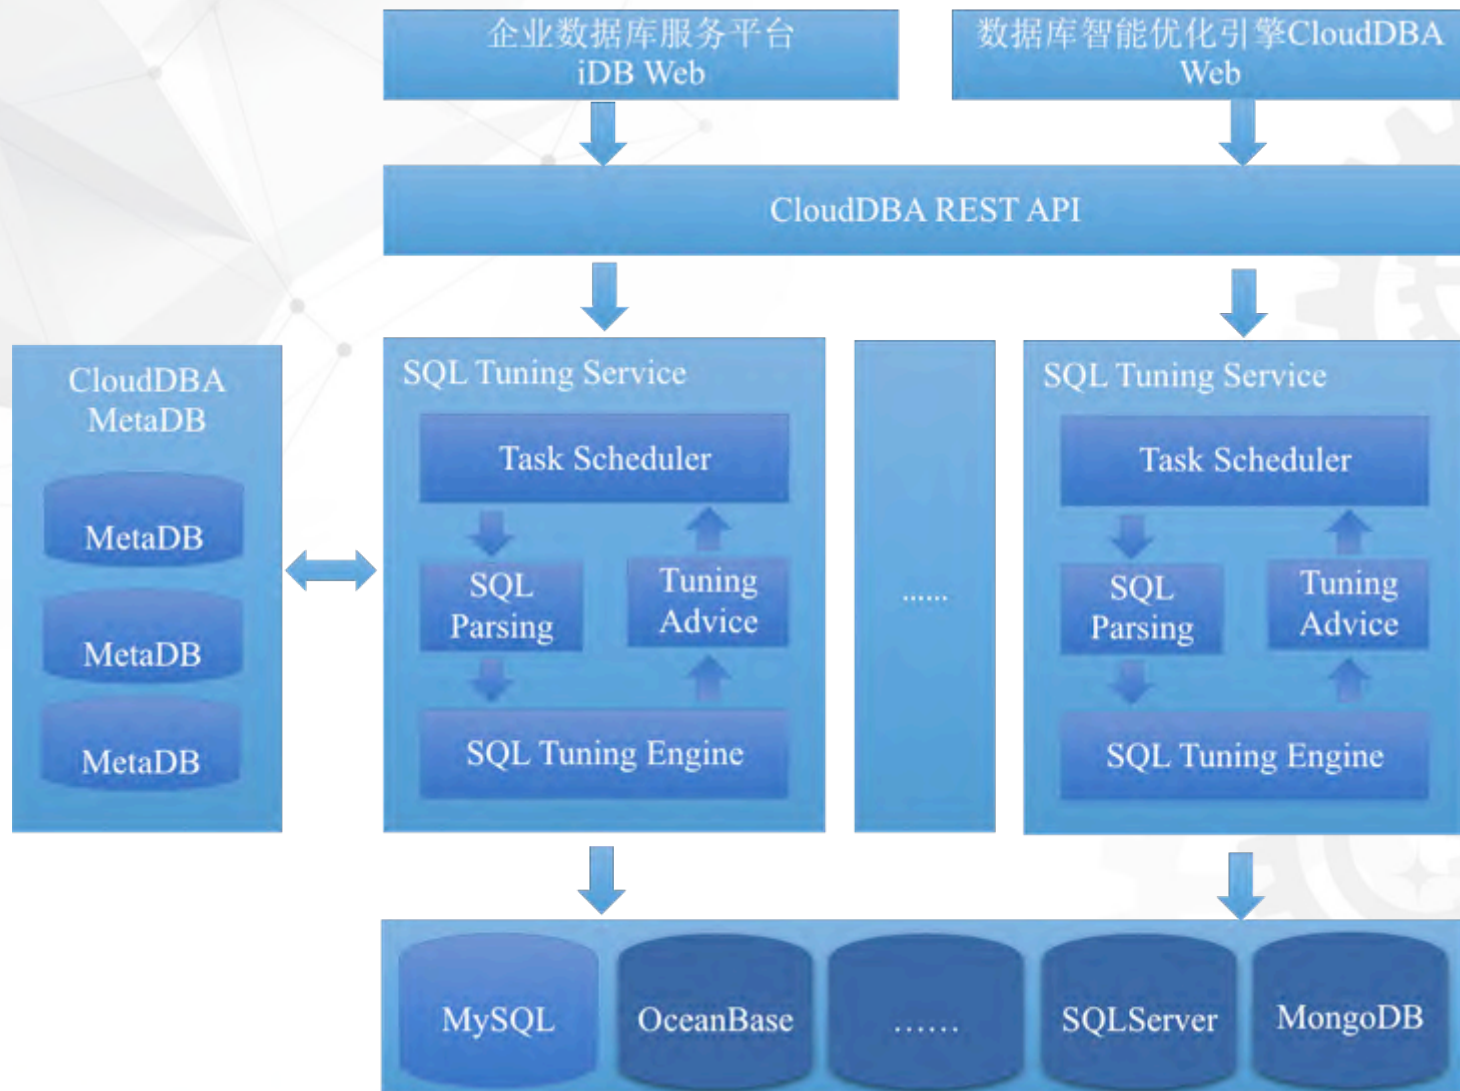 企业数据库服务平台
iDB Web
数据库智能优化引擎CloudDBA
Web
CloudDBA REST API
CloudDBA
MetaDB
MetaDB
MetaDB
MetaDB
SQL Tuning Service
Task Scheduler
SQL
Parsing
Tuning
Advice
SQL Tuning Engine
......
SQL Tuning Service
Task Scheduler
SQL
Parsing
Tuning
Advice
SQL Tuning Engine
MySQL
OceanBase
......
SQLServer
MongoDB